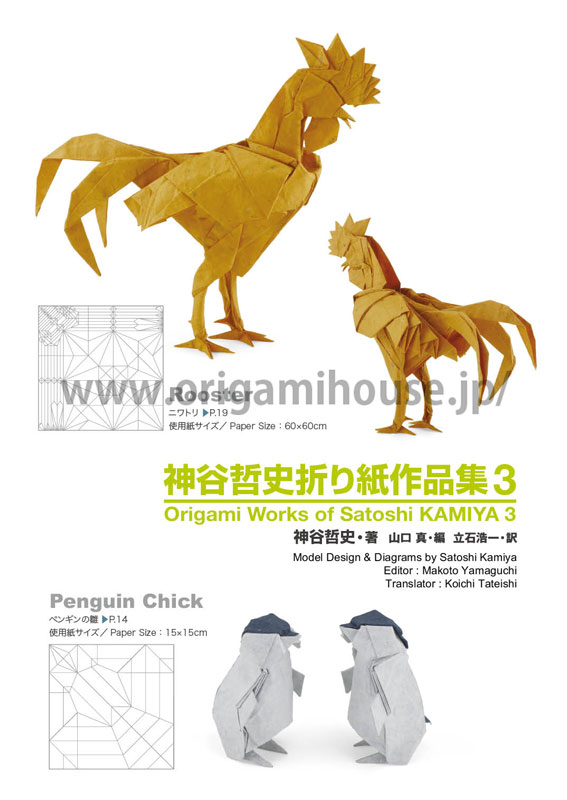 www.origamihouse.jp/
Rooster
ニワトリ ▶P.19
使用紙サイズ／ Paper Size：60×60cm
神谷哲史折り紙作品集3
Origami Works of Satoshi KAMIYA 3
神谷哲史・著 山口 真・編 立石浩一・訳
Model Design & Diagrams by Satoshi Kamiya
Editor : Makoto Yamaguchi
Translator : Koichi Tateishi
Penguin Chick
ペンギンの雛 ▶P.14
使用紙サイズ／ Paper Size：15×15cm